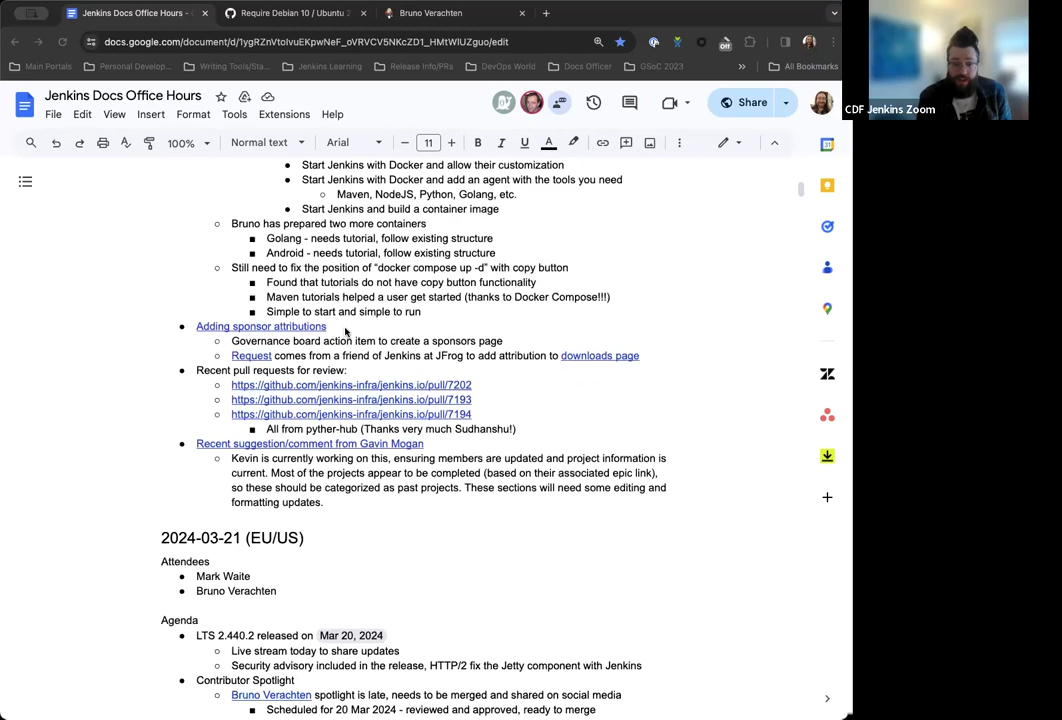 Jenkins Docs Office Hours -
Require Debian 10 / Ubuntu 2
Bruno Verachten
docs.google.com/document/d/1ygRZnVtoIvuEKpwNeF_oVRVCV5NKcZD1_HMtWlUZguo/edit
Main Portals
Personal Develop...
Writing Tools/Sta...
Jenkins Learning
Release Info/PRs
DevOps World
Docs Officer
GSoC 2023
All Bookmarks
CDF Jenkins Zoom
Jenkins Docs Office Hours
File Edit View Insert Format Tools Extensions Help
Share
100% Normal text Arial 11
Start Jenkins with Docker and allow their customization
Start Jenkins with Docker and add an agent with the tools you need
Maven, NodeJS, Python, Golang, etc.
Start Jenkins and build a container image
Bruno has prepared two more containers
Golang - needs tutorial, follow existing structure
Android - needs tutorial, follow existing structure
Still need to fix the position of “docker compose up -d” with copy button
Found that tutorials do not have copy button functionality
Maven tutorials helped a user get started (thanks to Docker Compose!!!)
Simple to start and simple to run
Adding sponsor attributions
Governance board action item to create a sponsors page
Request comes from a friend of Jenkins at JFrog to add attribution to downloads page
Recent pull requests for review:
https://github.com/jenkins-infra/jenkins.io/pull/7202
https://github.com/jenkins-infra/jenkins.io/pull/7193
https://github.com/jenkins-infra/jenkins.io/pull/7194
All from pyther-hub (Thanks very much Sudhanshu!)
Recent suggestion/comment from Gavin Mogan
Kevin is currently working on this, ensuring members are updated and project information is
current. Most of the projects appear to be completed (based on their associated epic link),
so these should be categorized as past projects. These sections will need some editing and
formatting updates.
2024-03-21 (EU/US)
Attendees
Mark Waite
Bruno Verachten
Agenda
LTS 2.440.2 released on Mar 20, 2024
Live stream today to share updates
Security advisory included in the release, HTTP/2 fix the Jetty component with Jenkins
Contributor Spotlight
Bruno Verachten spotlight is late, needs to be merged and shared on social media
Scheduled for 20 Mar 2024 - reviewed and approved, ready to merge